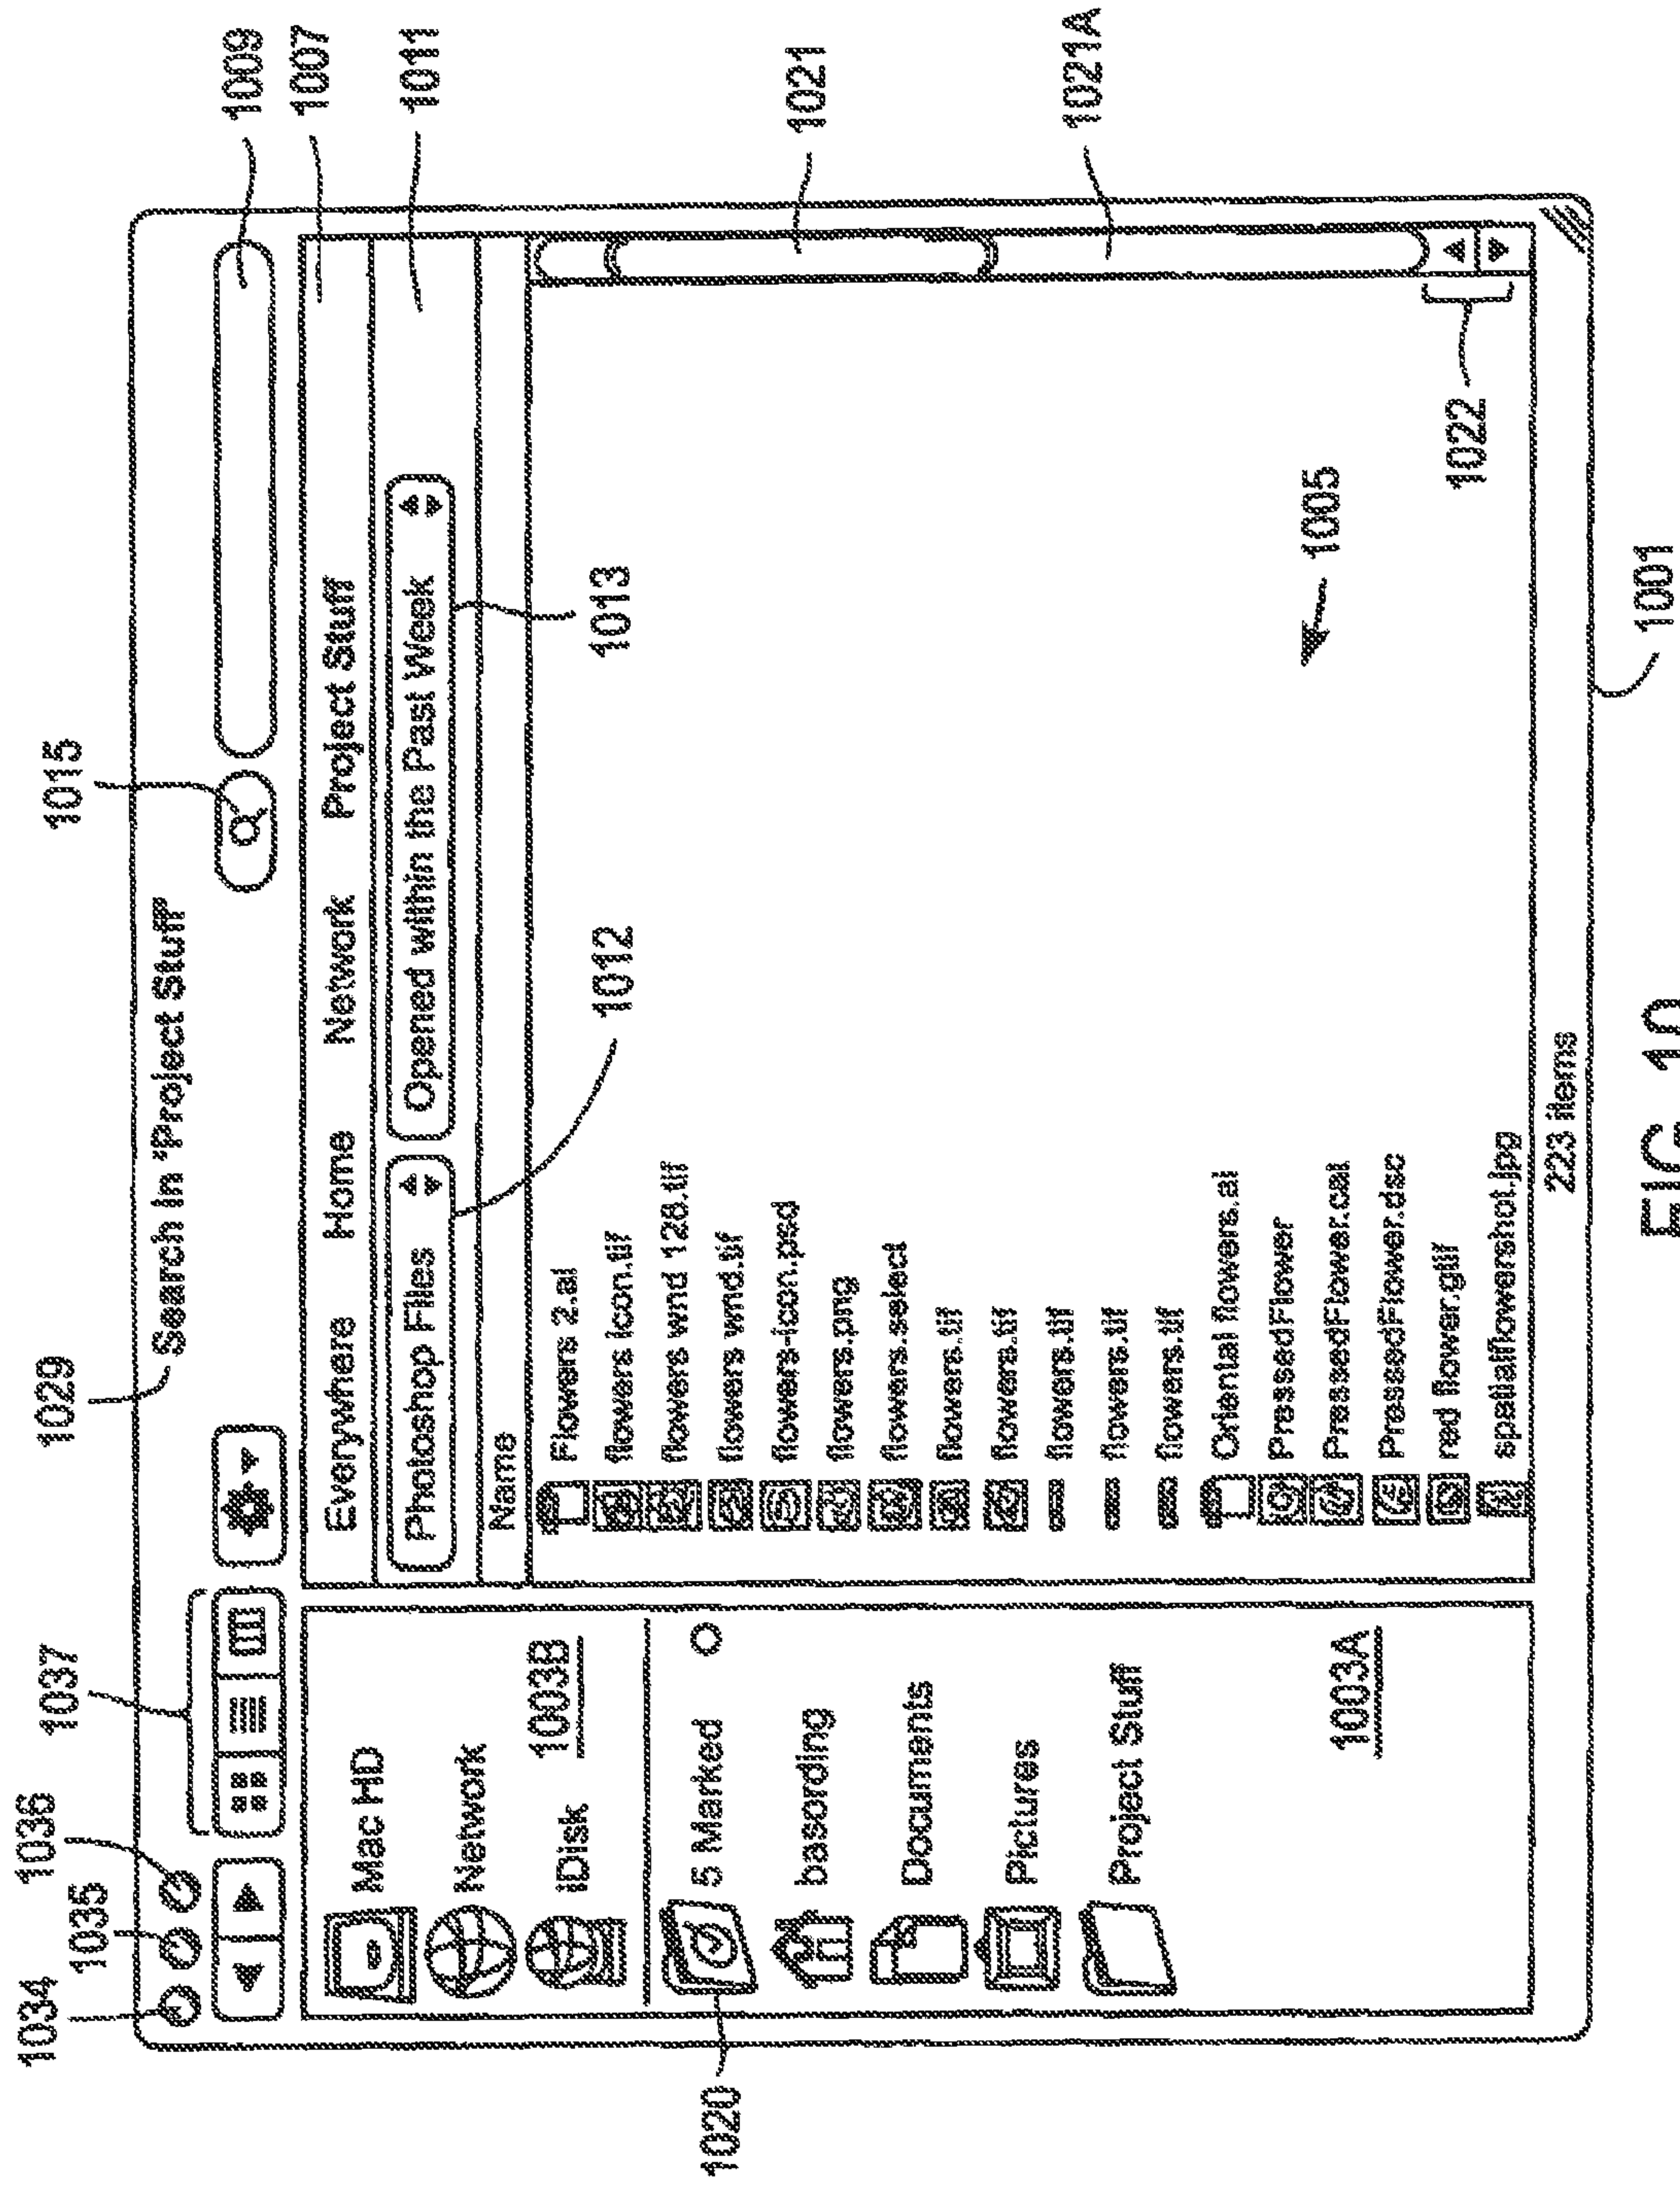 1034
1035
1036
1037
1029
1015
Search in 'Project Stuff'
1009
1007
1011
Everywhere Home Network Project Stuff
Photoshop Files Opened within the Past Week
Name
1012
1013
Mac HD
Network
iDisk
1003B
1020
5 Marked
basording
Documents
Pictures
Project Stuff
1003A
Flowers 2.ai
flowers icon.tif
flowers wnd 128.tif
flowers wnd.tif
flowers-icon.psd
flowers.png
flowers.select
flowers.tif
flowers.tif
flowers.tif
flowers.tif
flowers.tif
Oriental flowers.ai
PressedFlower
PressedFlower.cal
PressedFlower.dsc
red flower.gif
spatialflowershot.jpg
1021
1021A
1005
1022
223 items
1001
FIG. 10